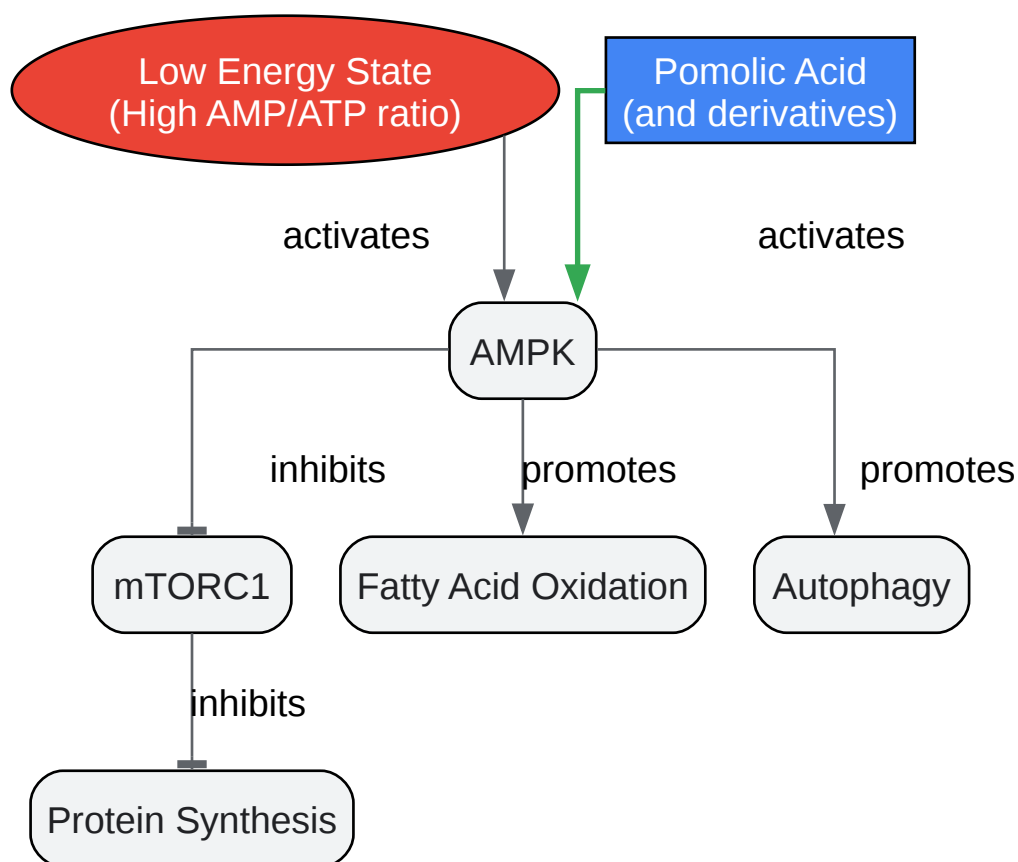 Low Energy State
(High AMP/ATP ratio)
Pomolic Acid
(and derivatives)
activates
activates
AMPK
inhibits
promotes
promotes
mTORC1
Fatty Acid Oxidation
Autophagy
inhibits
Protein Synthesis